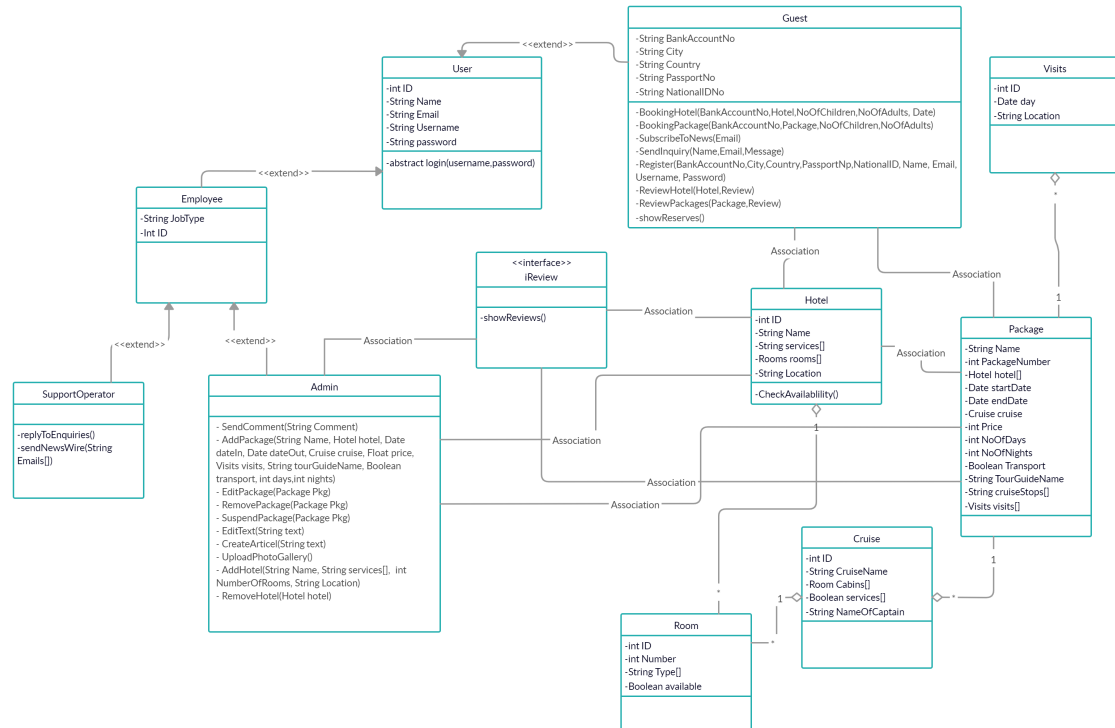 Guest
-String BankAccountNo
-String City
-String Country
-String PassportNo
-String NationalIDNo
-BookingHotel(BankAccountNo,Hotel,NoOfChildren,NoOfAdults, Date)
-BookingPackage(BankAccountNo,Package,NoOfChildren,NoOfAdults)
-SubscribeToNews(Email)
-SendInquiry(Name,Email,Message)
-Register(BankAccountNo,City,Country,PassportNp,NationalID, Name, Email,
Username, Password)
-ReviewHotel(Hotel,Review)
-ReviewPackages(Package,Review)
-showReserves()
<<extend>>
User
-int ID
-String Name
-String Email
-String Username
-String password
-abstract login(username,password)
Visits
-int ID
-Date day
-String Location
*
1
<<extend>>
Employee
-String JobType
-Int ID
<<interface>>
iReview
-showReviews()
Association
Association
Association
Hotel
-int ID
-String Name
-String services[]
-Rooms rooms[]
-String Location
-CheckAvailablility()
Association
Package
-String Name
-int PackageNumber
-Hotel hotel[]
-Date startDate
-Date endDate
-Cruise cruise
-int Price
-int NoOfDays
-int NoOfNights
-Boolean Transport
-String TourGuideName
-String cruiseStops[]
-Visits visits[]
<<extend>>
<<extend>>
Association
SupportOperator
-replyToEnquiries()
-sendNewsWire(String
Emails[])
Admin
- SendComment(String Comment)
- AddPackage(String Name, Hotel hotel, Date
dateIn, Date dateOut, Cruise cruise, Float price,
Visits visits, String tourGuideName, Boolean
transport, int days,int nights)
- EditPackage(Package Pkg)
- RemovePackage(Package Pkg)
- SuspendPackage(Package Pkg)
- EditText(String text)
- CreateArticel(String text)
- UploadPhotoGallery()
- AddHotel(String Name, String services[], int
NumberOfRooms, String Location)
- RemoveHotel(Hotel hotel)
Association
Association
Association
1
*
Cruise
-int ID
-String CruiseName
-Room Cabins[]
-Boolean services[]
-String NameOfCaptain
1
*
1
*
Room
-int ID
-int Number
-String Type[]
-Boolean available